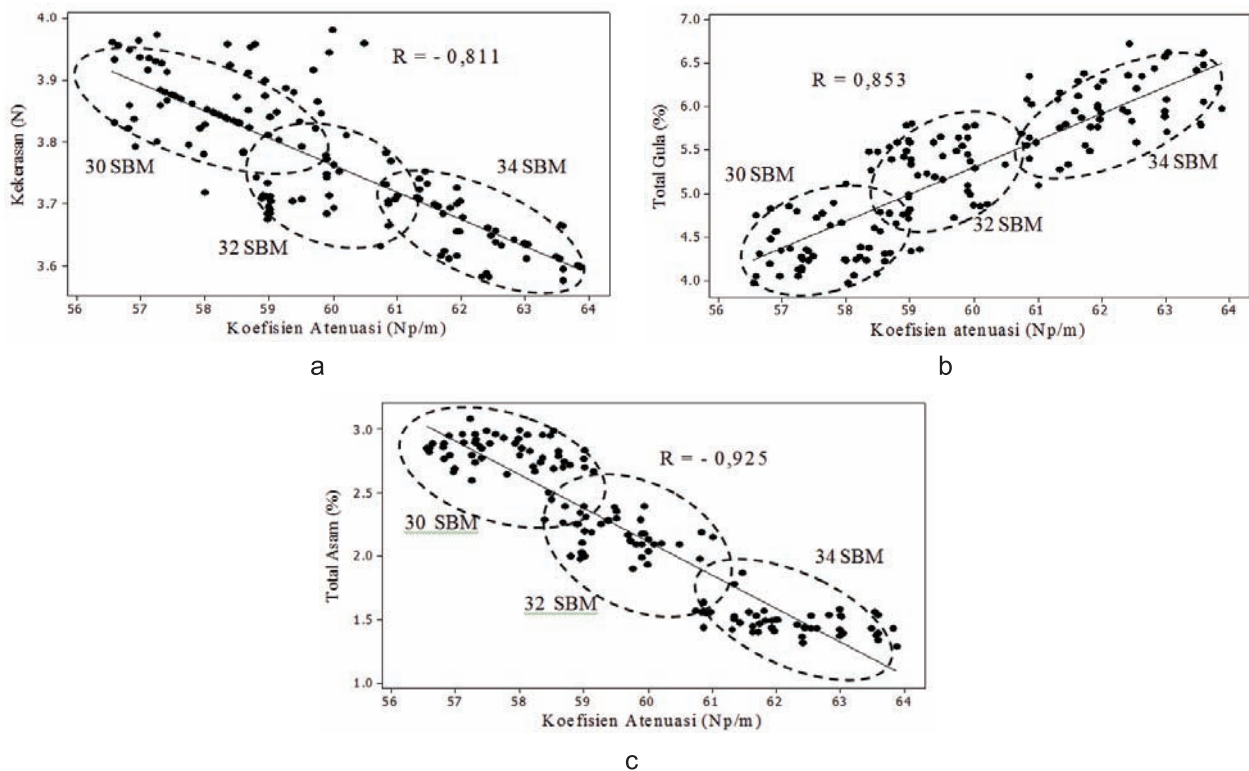 Kekerasan (N)
4.0
3.9
3.8
3.7
3.6
R = - 0,811
30 SBM
34 SBM
32 SBM
56 57 58 59 60 61 62 63 64
Koefisien Atenuasi (Np/m)
a
Total Gula (%)
6.5
6.0
5.5
5.0
4.5
4.0
R = 0,853
30 SBM
34 SBM
32 SBM
56 57 58 59 60 61 62 63 64
Koefisien atenuasi (Np/m)
b
Total Asam (%)
3.0
2.5
2.0
1.5
1.0
R = - 0,925
30 SBM
34 SBM
32 SBM
56 57 58 59 60 61 62 63 64
Koefisien Atenuasi (Np/m)
c